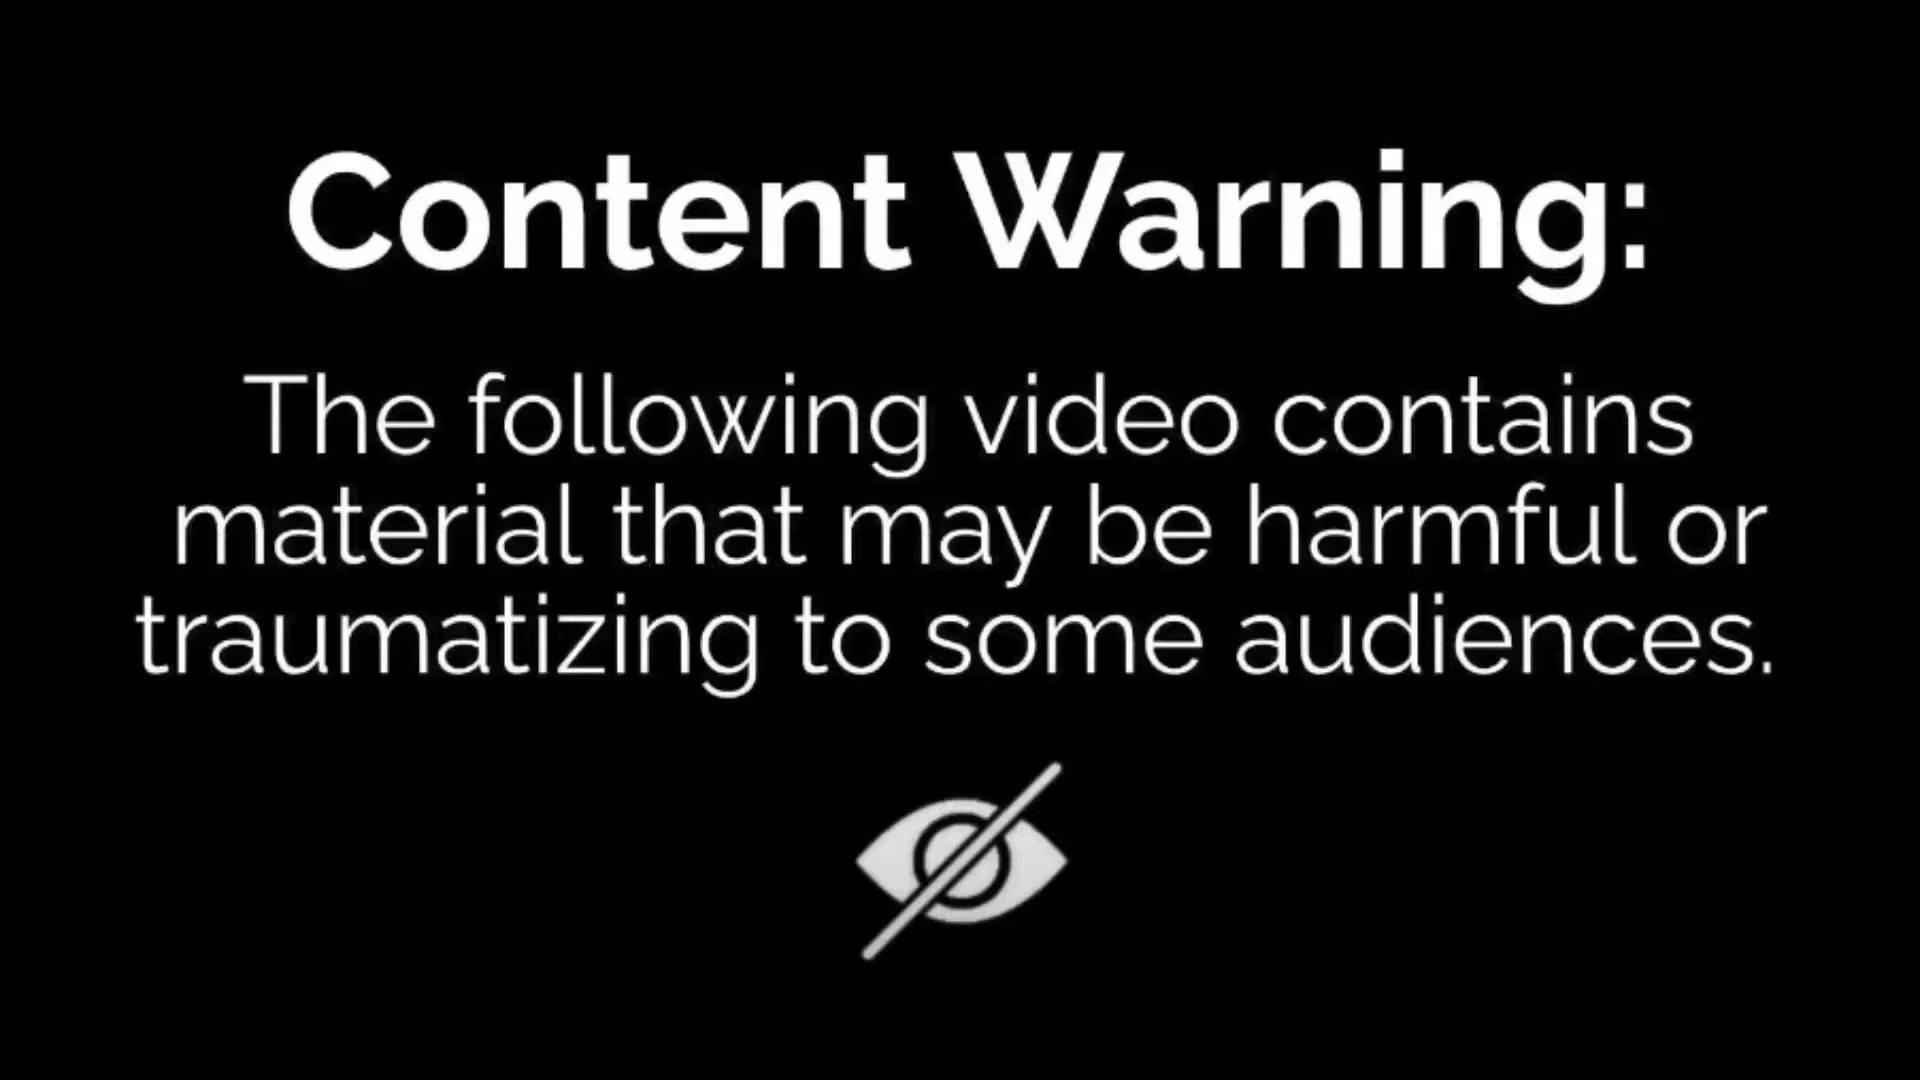 Content Warning:
The following video contains
material that may be harmful or
traumatizing to some audiences.